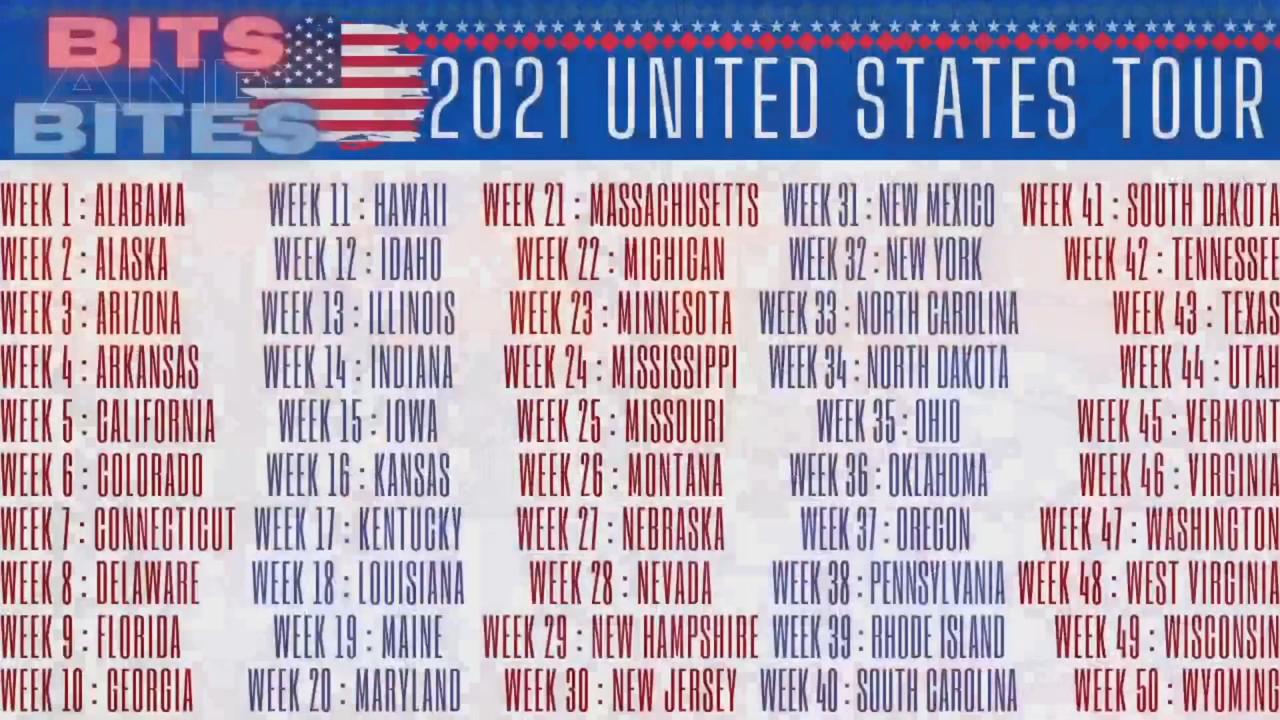 BITS
AND
BITES
2021 UNITED STATES TOUR
WEEK 1 : ALABAMA
WEEK 2 : ALASKA
WEEK 3 : ARIZONA
WEEK 4 : ARKANSAS
WEEK 5 : CALIFORNIA
WEEK 6 : COLORADO
WEEK 7 : CONNECTICUT
WEEK 8 : DELAWARE
WEEK 9 : FLORIDA
WEEK 10 : GEORGIA
WEEK 11 : HAWAII
WEEK 12 : IDAHO
WEEK 13 : ILLINOIS
WEEK 14 : INDIANA
WEEK 15 : IOWA
WEEK 16 : KANSAS
WEEK 17 : KENTUCKY
WEEK 18 : LOUISIANA
WEEK 19 : MAINE
WEEK 20 : MARYLAND
WEEK 21 : MASSACHUSETTS
WEEK 22 : MICHIGAN
WEEK 23 : MINNESOTA
WEEK 24 : MISSISSIPPI
WEEK 25 : MISSOURI
WEEK 26 : MONTANA
WEEK 27 : NEBRASKA
WEEK 28 : NEVADA
WEEK 29 : NEW HAMPSHIRE
WEEK 30 : NEW JERSEY
WEEK 31 : NEW MEXICO
WEEK 32 : NEW YORK
WEEK 33 : NORTH CAROLINA
WEEK 34 : NORTH DAKOTA
WEEK 35 : OHIO
WEEK 36 : OKLAHOMA
WEEK 37 : OREGON
WEEK 38 : PENNSYLVANIA
WEEK 39 : RHODE ISLAND
WEEK 40 : SOUTH CAROLINA
WEEK 41 : SOUTH DAKOTA
WEEK 42 : TENNESSEE
WEEK 43 : TEXAS
WEEK 44 : UTAH
WEEK 45 : VERMONT
WEEK 46 : VIRGINIA
WEEK 47 : WASHINGTON
WEEK 48 : WEST VIRGINIA
WEEK 49 : WISCONSIN
WEEK 50 : WYOMING